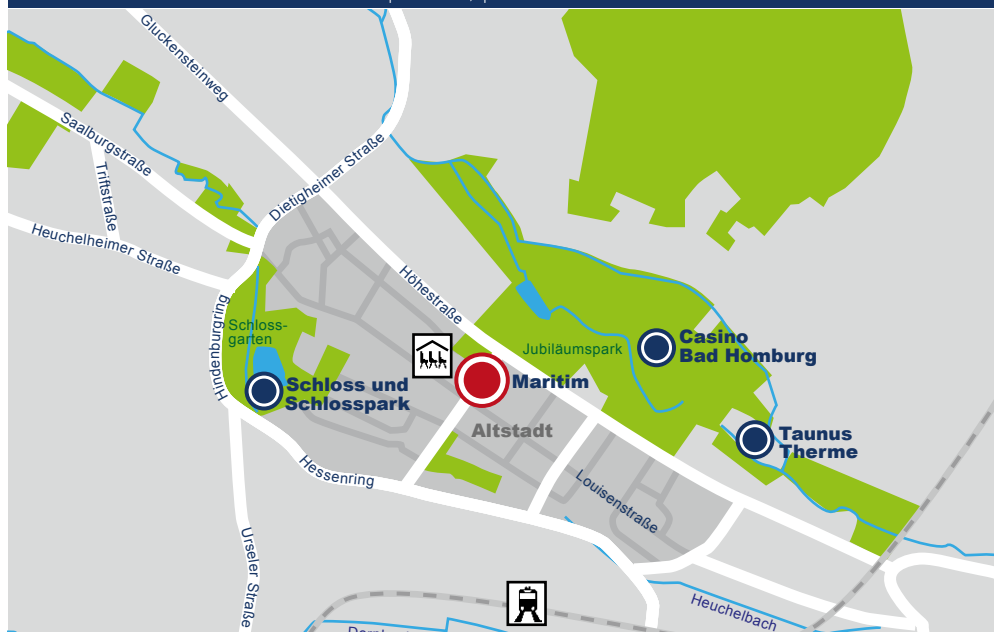 Gluckensteinweg
Saalburgstraße
Triftstraße
Dietigheimer Straße
Heuchelheimer Straße
Höhestraße
Hindenburgring
Schloss-
garten
Jubiläumspark
Casino
Bad Homburg
Schloss und
Schlosspark
Maritim
Altstadt
Taunus
Therme
Hessenring
Louisenstraße
Urseler Straße
Heuchelbach